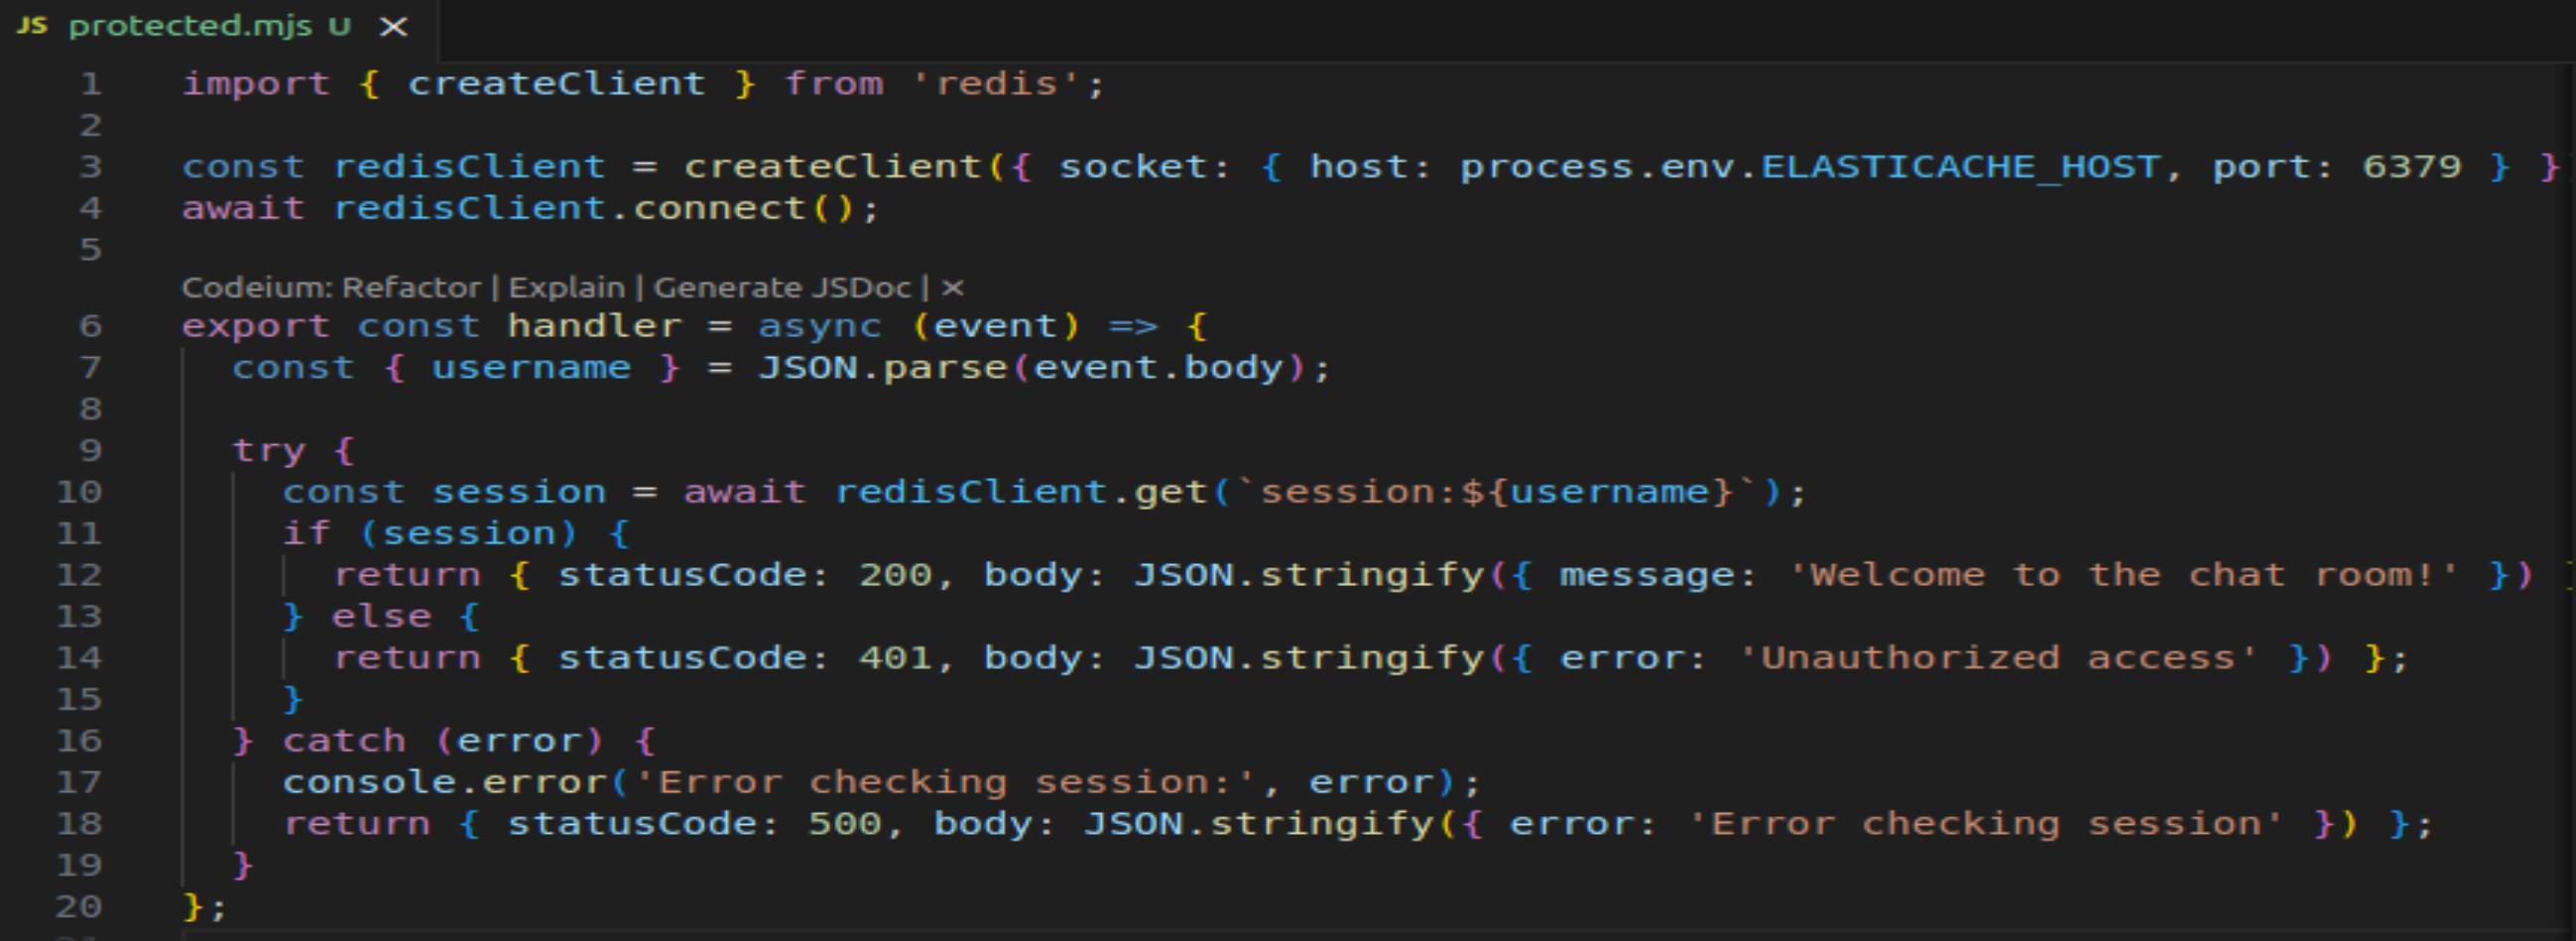 JS protected.mjs U ×
1 import { createClient } from 'redis';
2
3 const redisClient = createClient({ socket: { host: process.env.ELASTICACHE_HOST, port: 6379 } }
4 await redisClient.connect();
5
Codeium: Refactor | Explain | Generate JSDoc | ×
6 export const handler = async (event) => {
7 const { username } = JSON.parse(event.body);
8
9 try {
10 const session = await redisClient.get(`session:${username}`);
11 if (session) {
12 return { statusCode: 200, body: JSON.stringify({ message: 'Welcome to the chat room!' })
13 } else {
14 return { statusCode: 401, body: JSON.stringify({ error: 'Unauthorized access' }) };
15 }
16 } catch (error) {
17 console.error('Error checking session:', error);
18 return { statusCode: 500, body: JSON.stringify({ error: 'Error checking session' }) };
19 }
20 };